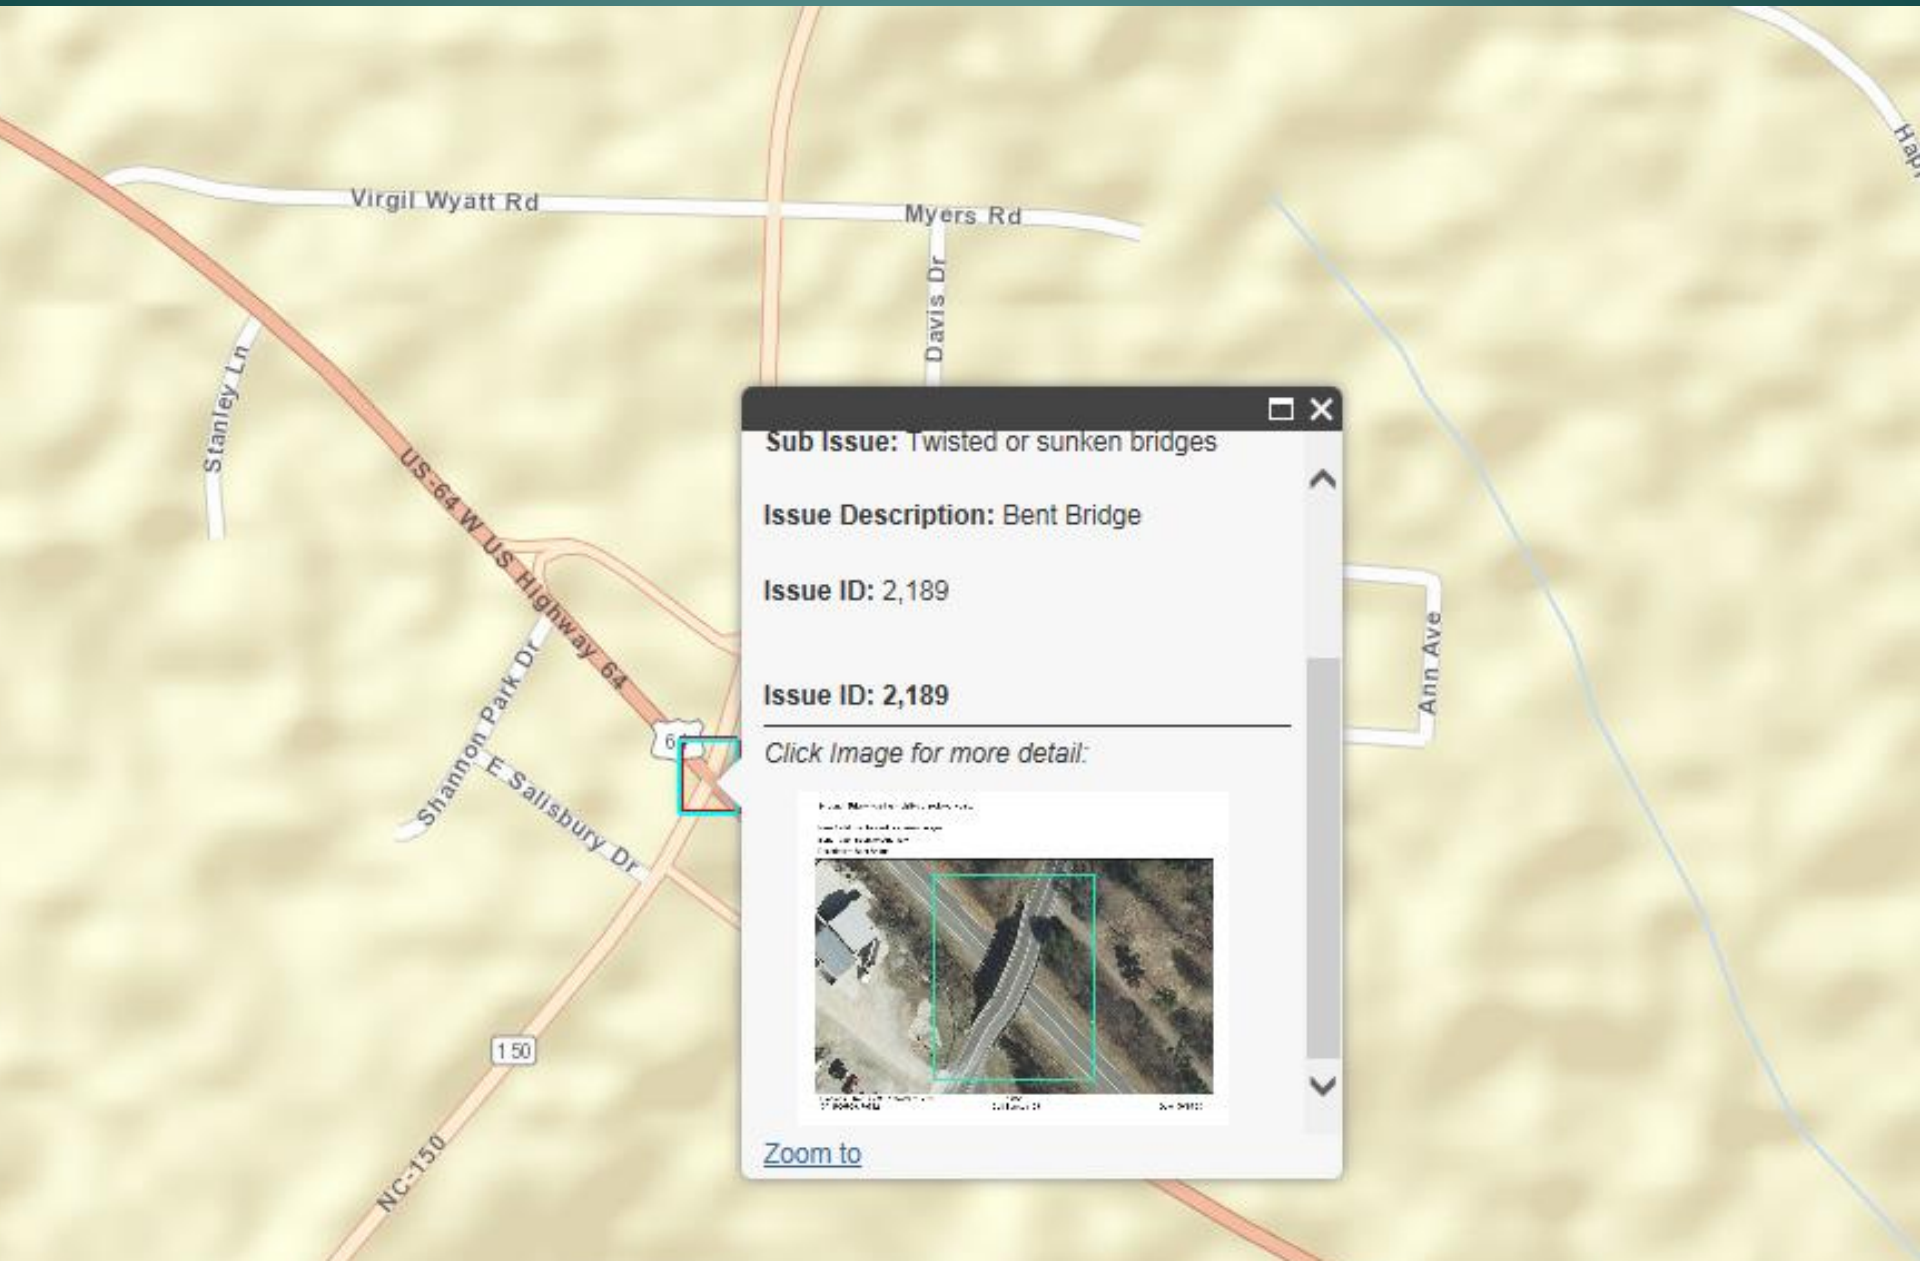 Virgil Wyatt Rd
Myers Rd
Davis Dr
Stanley Ln
US-64 W US Highway 64
Shannon Park Dr
E Salisbury Dr
Ann Ave
150
NC-150
Sub Issue: Twisted or sunken bridges
Issue Description: Bent Bridge
Issue ID: 2,189
Issue ID: 2,189
Click Image for more detail:
Zoom to